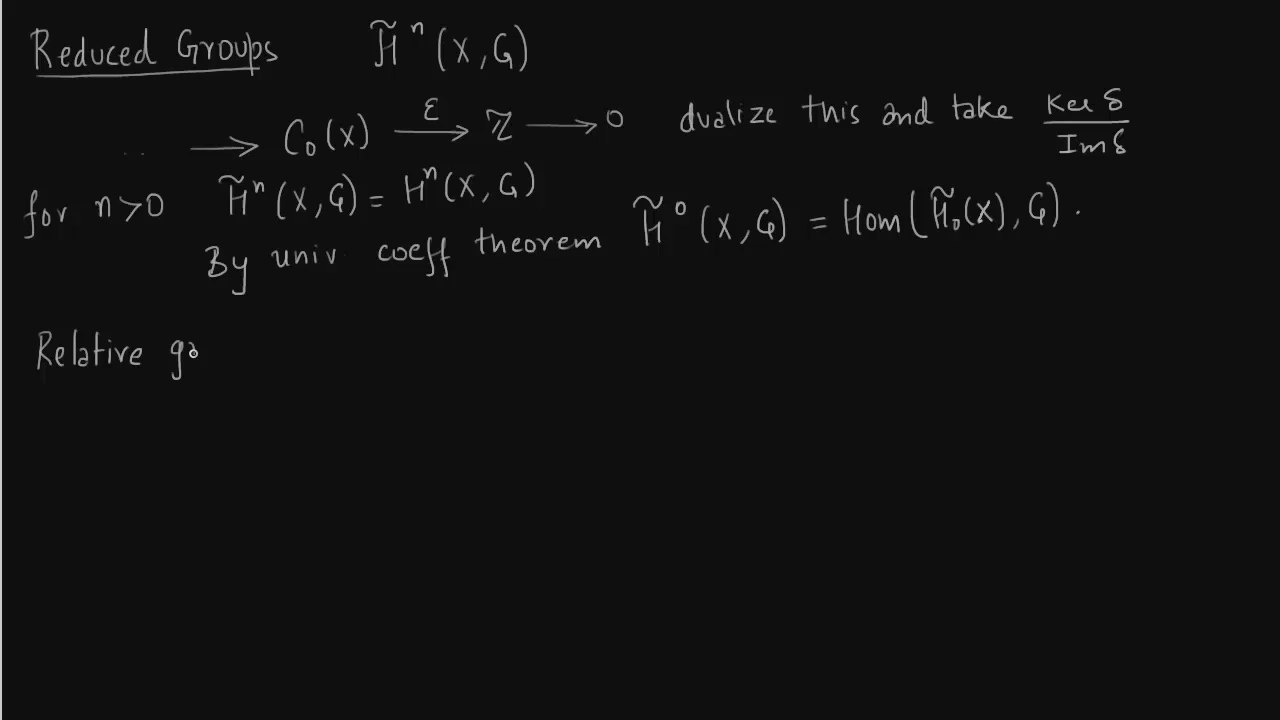 Reduced Groups H̃ⁿ(X,G)
.. → C₀(X) —ε→ ℤ → 0 dualize this and take Ker δ / Im δ
for n>0 H̃ⁿ(X,G) = Hⁿ(X,G)
By univ. coeff theorem H̃⁰(X,G) = Hom(H̃₀(X),G).
Relative go